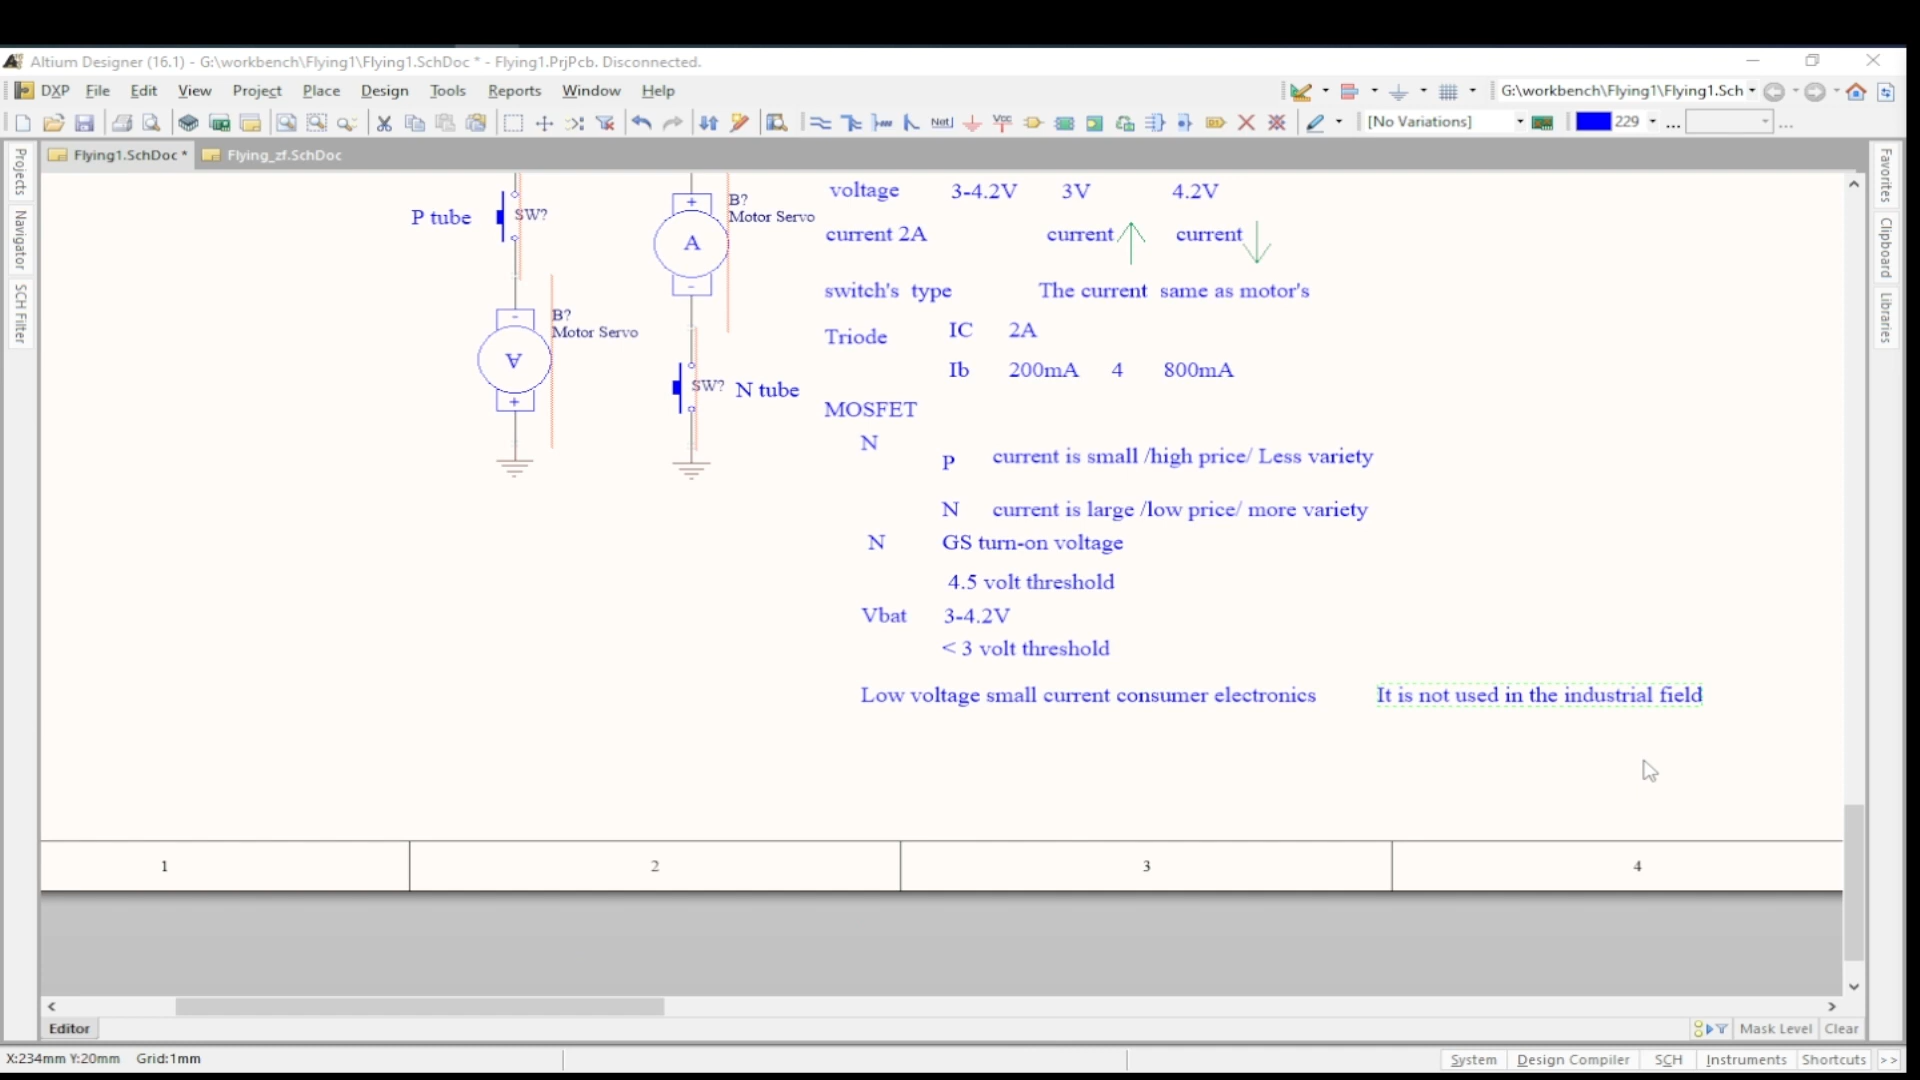 Altium Designer (16.1) - G:\workbench\Flying1\Flying1.SchDoc * - Flying1.PrjPcb. Disconnected.
DXP File Edit View Project Place Design Tools Reports Window Help G:\workbench\Flying1\Flying1.Sch
Net Vcc D1 [No Variations] 229 ...
Flying1.SchDoc * Flying_zf.SchDoc
Projects
Navigator
SCH Filter
Favorites
Clipboard
Libraries
P tube SW?
B?
Motor Servo
+
A
-
B?
Motor Servo
-
A
+
SW? N tube
voltage 3-4.2V 3V 4.2V
current 2A current current
switch's type The current same as motor's
Triode IC 2A
Ib 200mA 4 800mA
MOSFET
N
P current is small /high price/ Less variety
N current is large /low price/ more variety
N GS turn-on voltage
4.5 volt threshold
Vbat 3-4.2V
< 3 volt threshold
Low voltage small current consumer electronics It is not used in the industrial field
1 2 3 4
Editor Mask Level Clear
X:234mm Y:20mm Grid:1mm System Design Compiler SCH Instruments Shortcuts >>